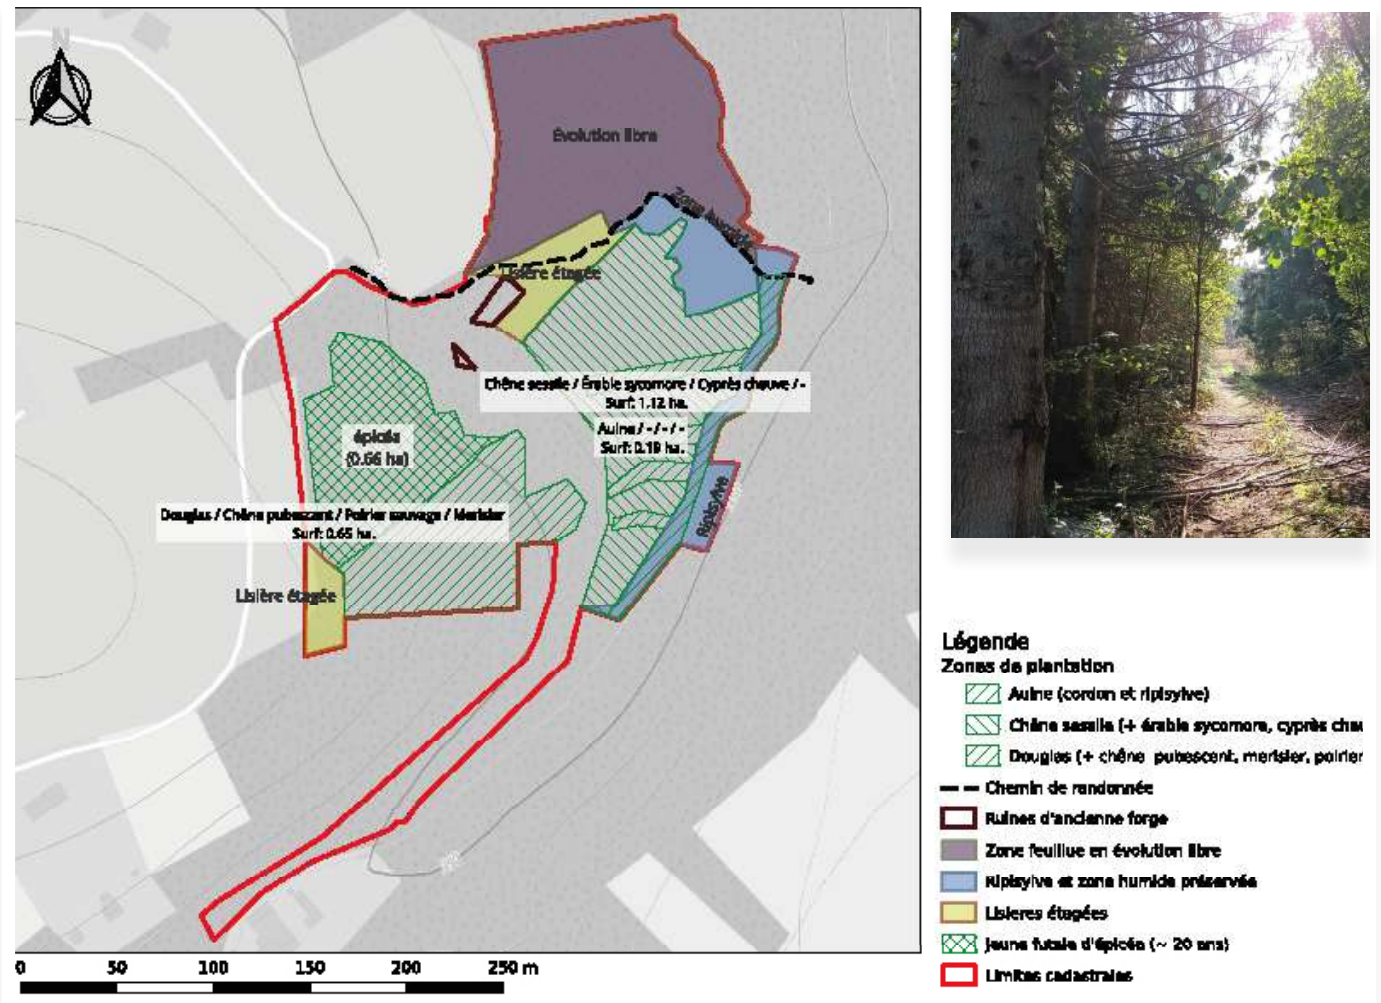 N
Évolution libre
Zone humide
Lisière étagée
Chêne sessile / Érable sycomore / Cyprès chauve / -
Surf: 1.12 ha.
Aulne / - / - / -
Surf: 0.19 ha.
épicéa
(0.66 ha)
Ripisylve
Douglas / Chêne pubescent / Poirier sauvage / Merisier
Surf: 0.65 ha.
Lisière étagée
0 50 100 150 200 250 m
Légende
Zones de plantation
Aulne (cordon et ripisylve)
Chêne sessile (+ érable sycomore, cyprès chau
Douglas (+ chêne pubescent, merisier, poirier
Chemin de randonnée
Ruines d'ancienne forge
Zone feuillue en évolution libre
Ripisylve et zone humide préservée
Lisieres étagées
Jeune futaie d'épicéa (~ 20 ans)
Limites cadastrales